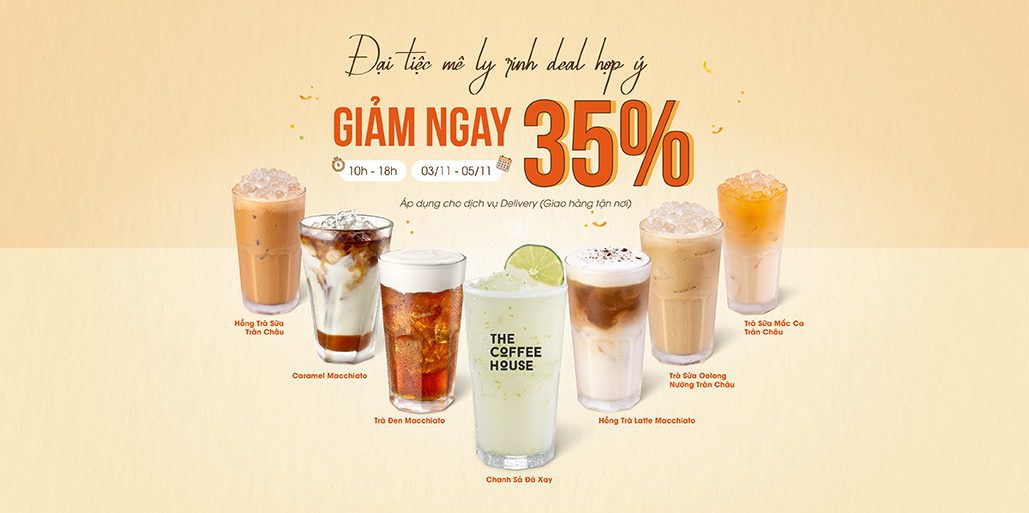 Đại tiệc mê ly rinh deal hợp ý
GIẢM NGAY
35%
10h - 18h
03/11 - 05/11
Áp dụng cho dịch vụ Delivery (Giao hàng tận nơi)
Hồng Trà Sữa
Trân Châu
Caramel Macchiato
Trà Đen Macchiato
THE
COFFEE
HOUSE
Chanh Sả Đá Xay
Hồng Trà Latte Macchiato
Trà Sữa Oolong
Nướng Trân Châu
Trà Sữa Mắc Ca
Trân Châu